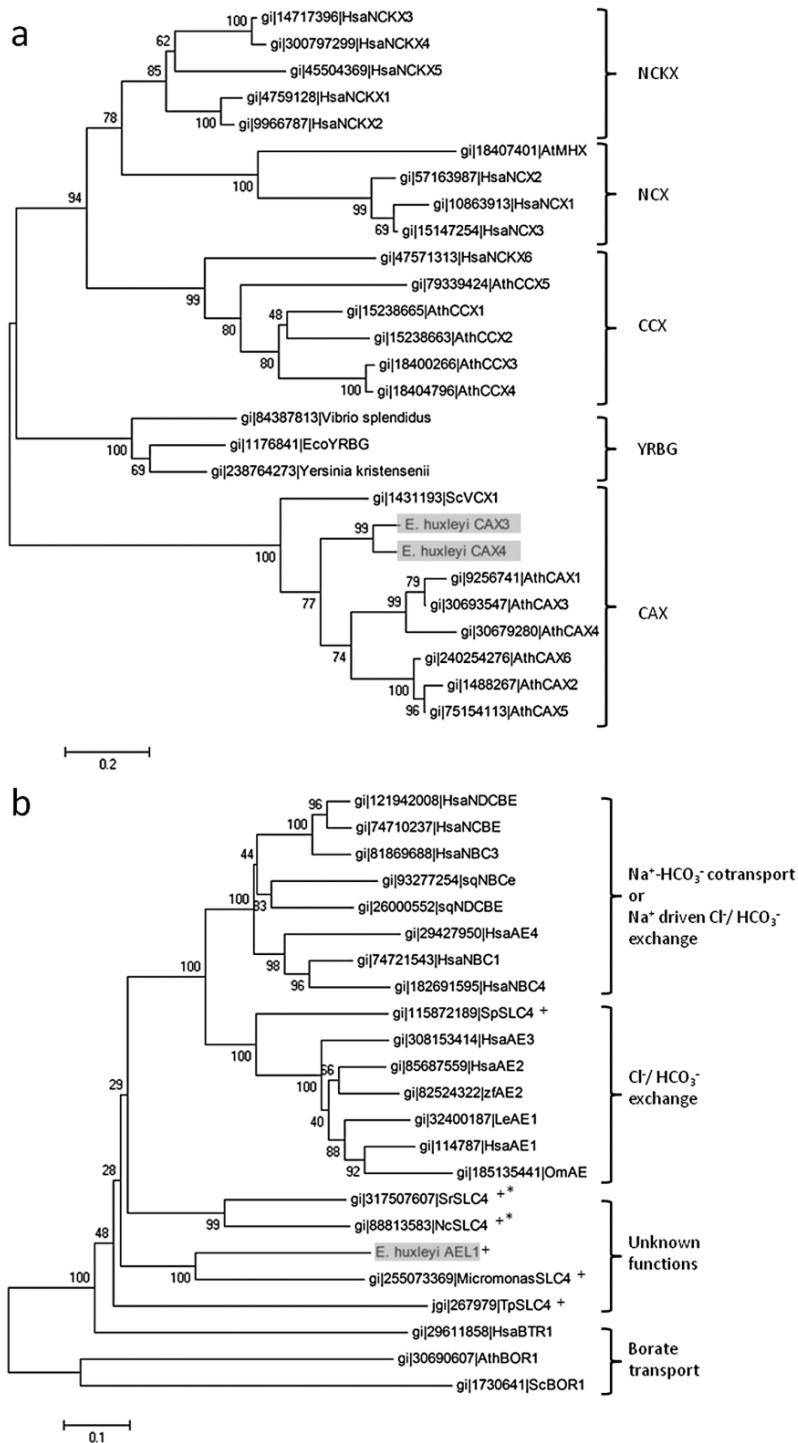 a
100
gi|14717396|HsaNCKX3
62
gi|300797299|HsaNCKX4
85
gi|45504369|HsaNCKX5
NCKX
gi|4759128|HsaNCKX1
78
100
gi|9966787|HsaNCKX2
gi|18407401|AtMHX
100
gi|57163987|HsaNCX2
94
99
gi|10863913|HsaNCX1
NCX
69
gi|15147254|HsaNCX3
gi|47571313|HsaNCKX6
99
gi|79339424|AthCCX5
48
gi|15238665|AthCCX1
CCX
80
gi|15238663|AthCCX2
80
gi|18400266|AthCCX3
100
gi|18404796|AthCCX4
gi|84387813|Vibrio splendidus
100
gi|1176841|EcoYRBG
YRBG
69
gi|238764273|Yersinia kristensenii
gi|1431193|ScVCX1
99
E. huxleyi CAX3
100
E. huxleyi CAX4
79
gi|9256741|AthCAX1
77
99
gi|30693547|AthCAX3
CAX
gi|30679280|AthCAX4
74
gi|240254276|AthCAX6
100
gi|1488267|AthCAX2
96
gi|75154113|AthCAX5
0.2
b
96
gi|121942008|HsaNDCBE
100
gi|74710237|HsaNCBE
44
gi|81869688|HsaNBC3
gi|93277254|sqNBCe
Na⁺-HCO₃⁻ cotransport
100
83
gi|26000552|sqNDCBE
or
gi|29427950|HsaAE4
Na⁺ driven Cl⁻/ HCO₃⁻
98
gi|74721543|HsaNBC1
exchange
100
96
gi|182691595|HsaNBC4
gi|115872189|SpSLC4 +
100
gi|308153414|HsaAE3
66
gi|85687559|HsaAE2
Cl⁻/ HCO₃⁻
29
100
gi|82524322|zfAE2
exchange
40
gi|32400187|LeAE1
88
gi|114787|HsaAE1
28
92
gi|185135441|OmAE
gi|317507607|SrSLC4 +*
99
gi|88813583|NcSLC4 +*
48
E. huxleyi AEL1 +
Unknown
functions
100
gi|255073369|MicromonasSLC4 +
100
jgi|267979|TpSLC4 +
gi|29611858|HsaBTR1
gi|30690607|AthBOR1
Borate
transport
gi|1730641|ScBOR1
0.1